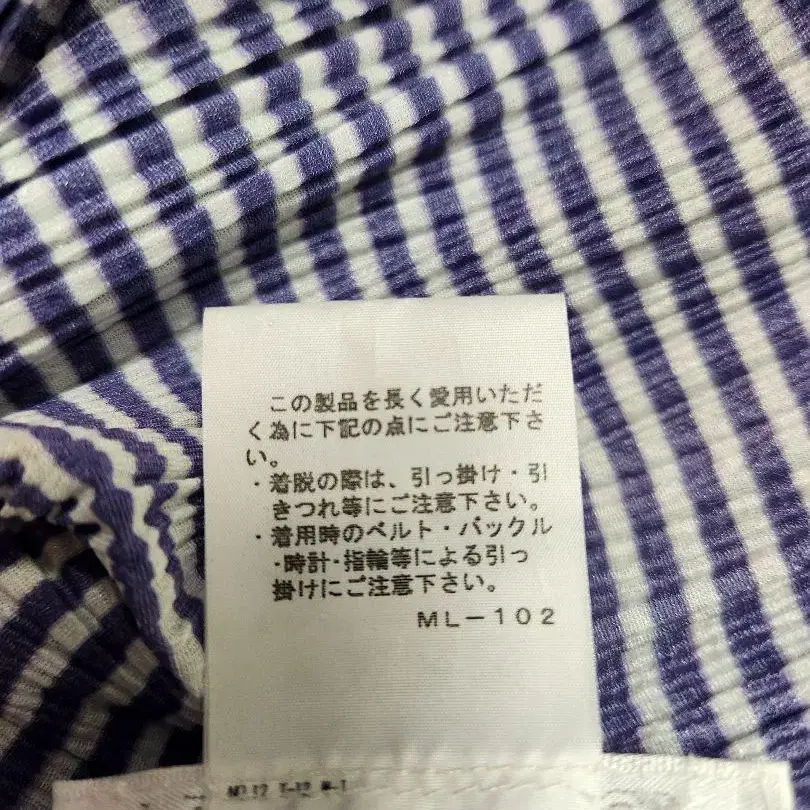 この製品を長く愛用いただ
く為に下記の点にご注意下さ
い。
・着脱の際は、引っ掛け・引
きつれ等にご注意下さい。
・着用時のベルト・バックル
・時計・指輪等による引っ
掛けにご注意下さい。
ML－102